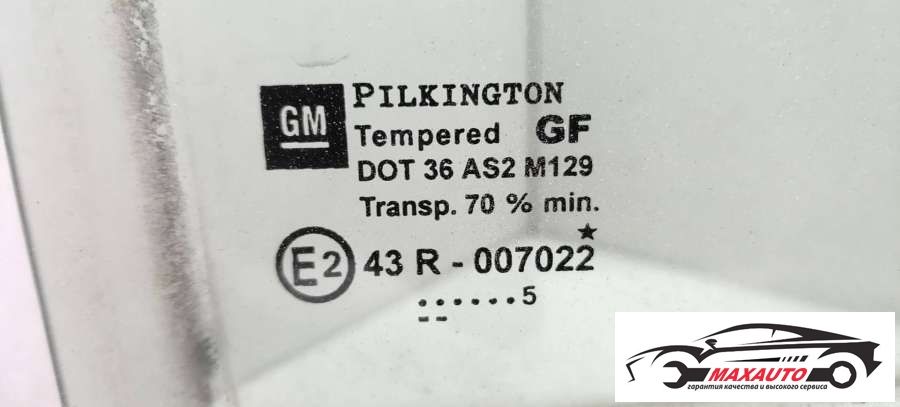 GM
PILKINGTON
Tempered GF
DOT 36 AS2 M129
Transp. 70 % min.
E2 43 R - 007022 ★
. . . . . . 5
--
MAXAUTO
гарантия качества и высокого сервиса